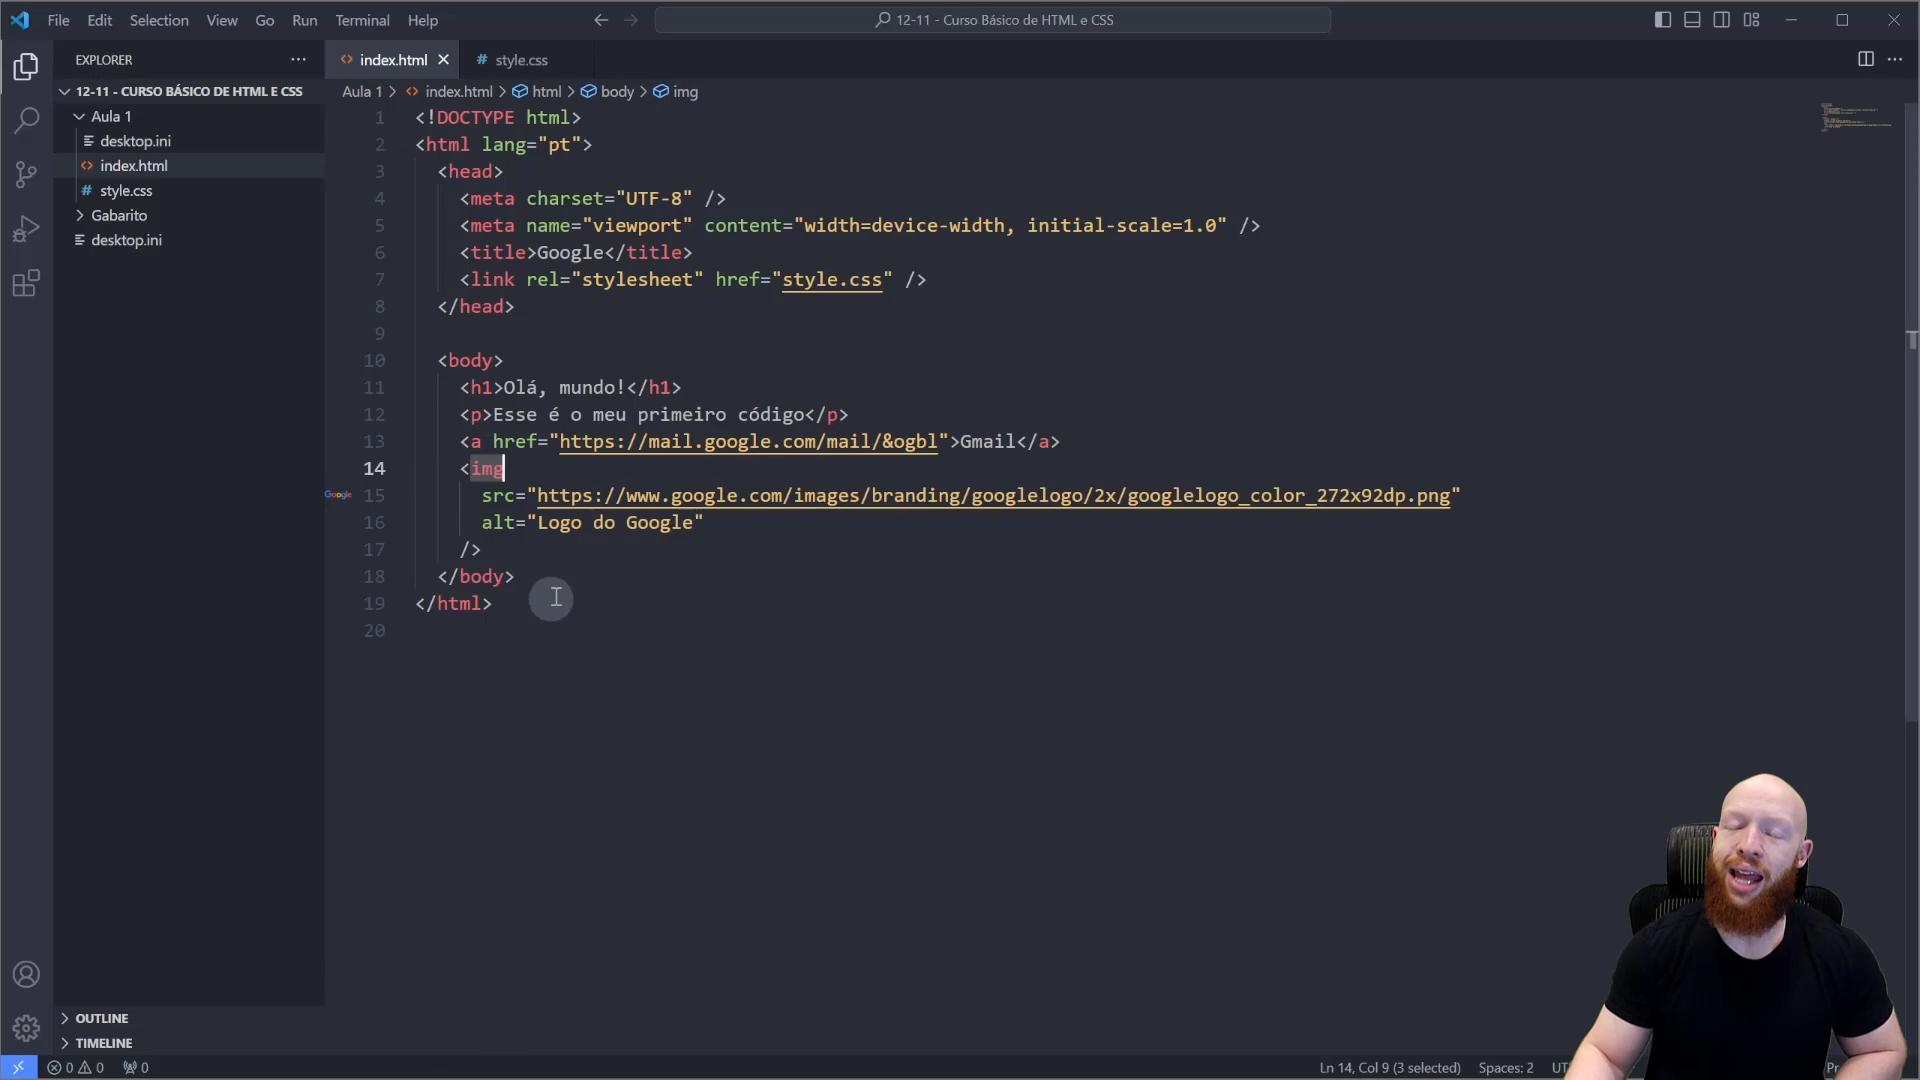 File Edit Selection View Go Run Terminal Help
12-11 - Curso Básico de HTML e CSS
EXPLORER
index.html
# style.css
12-11 - CURSO BÁSICO DE HTML E CSS
Aula 1 > index.html > html > body > img
Aula 1
desktop.ini
index.html
# style.css
Gabarito
desktop.ini
1 <!DOCTYPE html>
2 <html lang="pt">
3 <head>
4 <meta charset="UTF-8" />
5 <meta name="viewport" content="width=device-width, initial-scale=1.0" />
6 <title>Google</title>
7 <link rel="stylesheet" href="style.css" />
8 </head>
9
10 <body>
11 <h1>Olá, mundo!</h1>
12 <p>Esse é o meu primeiro código</p>
13 <a href="https://mail.google.com/mail/&ogbl">Gmail</a>
14 <img
Google 15 src="https://www.google.com/images/branding/googlelogo/2x/googlelogo_color_272x92dp.png"
16 alt="Logo do Google"
17 />
18 </body>
19 </html>
20
OUTLINE
TIMELINE
0 0 0
Ln 14, Col 9 (3 selected) Spaces: 2